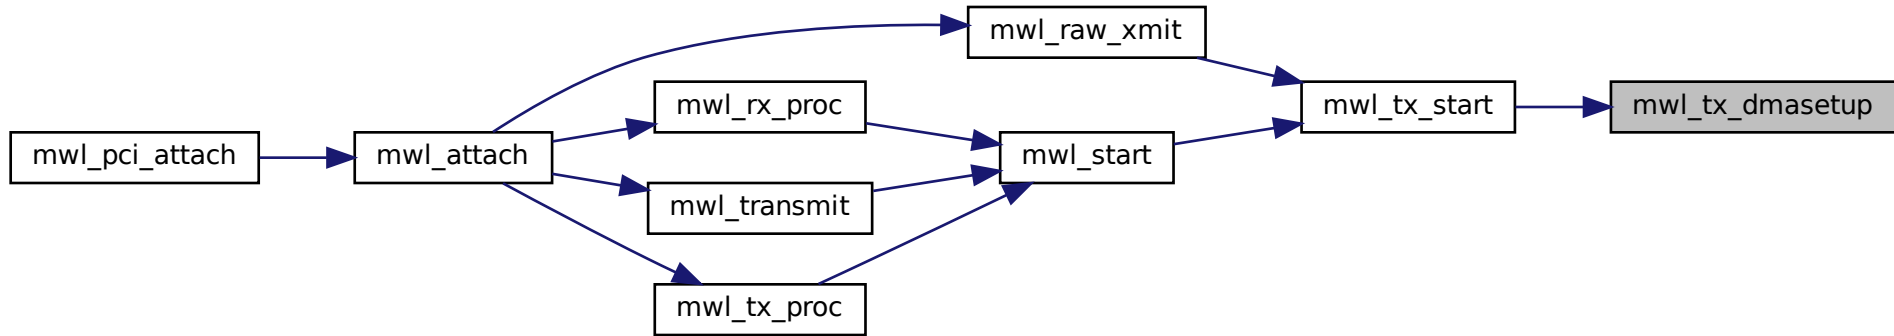 mwl_raw_xmit
mwl_rx_proc
mwl_tx_start
mwl_tx_dmasetup
mwl_pci_attach
mwl_attach
mwl_start
mwl_transmit
mwl_tx_proc